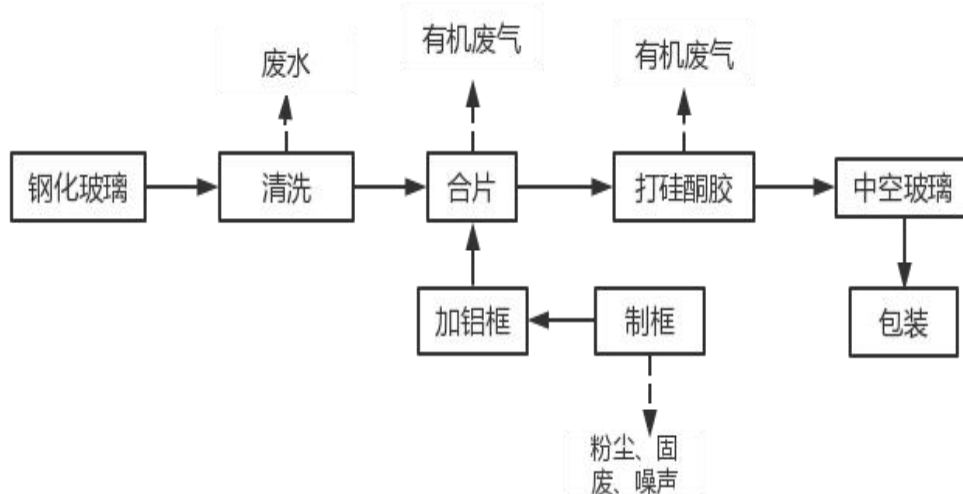 废水
有机废气
有机废气
钢化玻璃
清洗
合片
打硅酮胶
中空玻璃
加铝框
制框
包装
粉尘、固
废、噪声